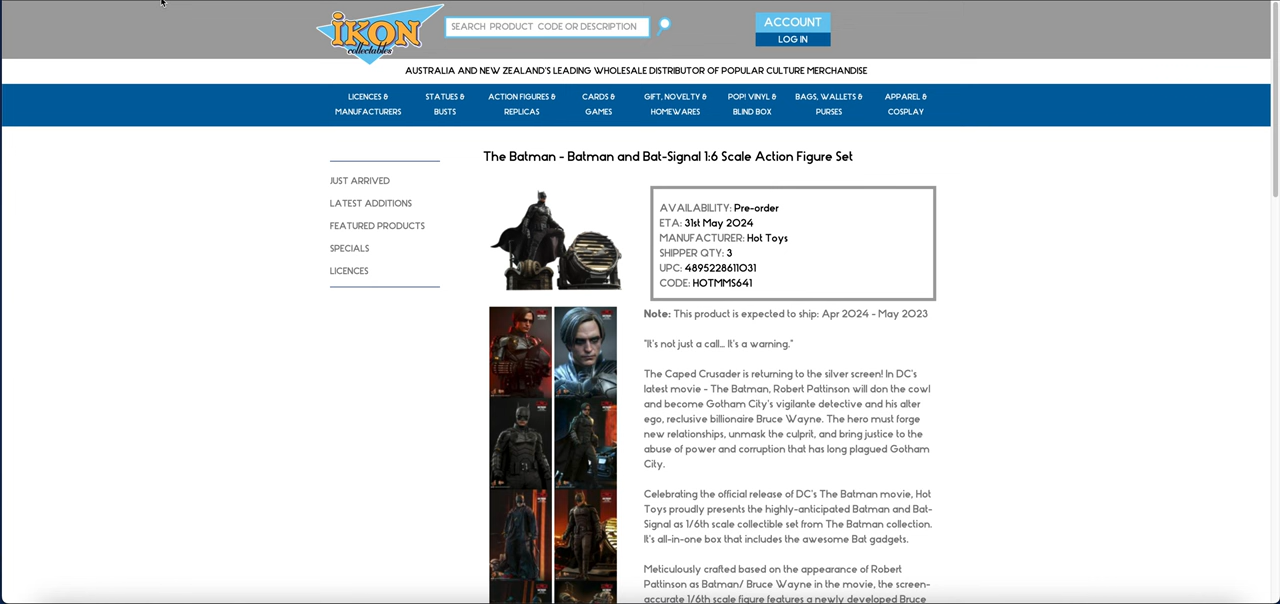 iKON
collectables
SEARCH PRODUCT CODE OR DESCRIPTION
ACCOUNT
LOG IN
AUSTRALIA AND NEW ZEALAND'S LEADING WHOLESALE DISTRIBUTOR OF POPULAR CULTURE MERCHANDISE
LICENCES &
MANUFACTURERS
STATUES &
BUSTS
ACTION FIGURES &
REPLICAS
CARDS &
GAMES
GIFT, NOVELTY &
HOMEWARES
POP! VINYL &
BLIND BOX
BAGS, WALLETS &
PURSES
APPAREL &
COSPLAY
JUST ARRIVED
LATEST ADDITIONS
FEATURED PRODUCTS
SPECIALS
LICENCES
The Batman - Batman and Bat-Signal 1:6 Scale Action Figure Set
AVAILABILITY: Pre-order
ETA: 31st May 2024
MANUFACTURER: Hot Toys
SHIPPER QTY: 3
UPC: 4895228611031
CODE: HOTMMS641
Note: This product is expected to ship: Apr 2024 - May 2023
"It's not just a call... It's a warning."
The Caped Crusader is returning to the silver screen! In DC's
latest movie - The Batman, Robert Pattinson will don the cowl
and become Gotham City's vigilante detective and his alter
ego, reclusive billionaire Bruce Wayne. The hero must forge
new relationships, unmask the culprit, and bring justice to the
abuse of power and corruption that has long plagued Gotham
City.
Celebrating the official release of DC's The Batman movie, Hot
Toys proudly presents the highly-anticipated Batman and Bat-
Signal as 1/6th scale collectible set from The Batman collection.
It's all-in-one box that includes the awesome Bat gadgets.
Meticulously crafted based on the appearance of Robert
Pattinson as Batman/ Bruce Wayne in the movie, the screen-
accurate 1/6th scale figure features a newly developed Bruce